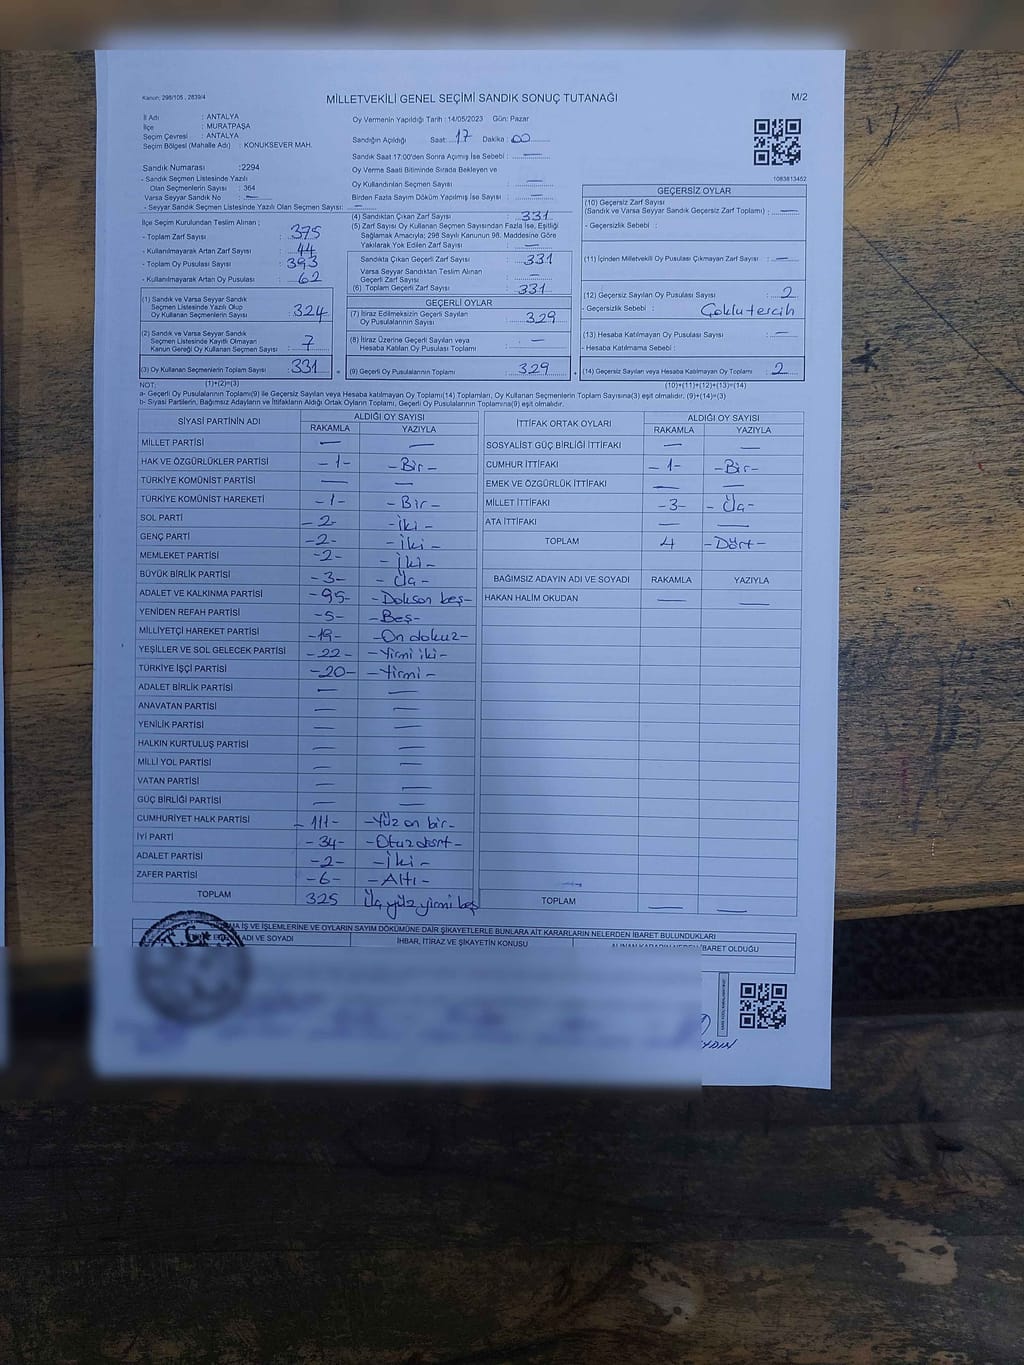 Kanun; 298/105 , 2839/4
MİLLETVEKİLİ GENEL SEÇİMİ SANDIK SONUÇ TUTANAĞI
M/2
İl Adı : ANTALYA
İlçe : MURATPAŞA
Seçim Çevresi : ANTALYA
Seçim Bölgesi (Mahalle Adı) : KONUKSEVER MAH.
Sandık Numarası :2294
- Sandık Seçmen Listesinde Yazılı
Olan Seçmenlerin Sayısı : 364
Varsa Seyyar Sandık No : —
- Seyyar Sandık Seçmen Listesinde Yazılı Olan Seçmen Sayısı: —
İlçe Seçim Kurulundan Teslim Alınan ;
- Toplam Zarf Sayısı : 375
- Kullanılmayarak Artan Zarf Sayısı : 44
- Toplam Oy Pusulası Sayısı : 393
- Kullanılmayarak Artan Oy Pusulası : 62
(1) Sandık ve Varsa Seyyar Sandık
Seçmen Listesinde Yazılı Olup
Oy Kullanan Seçmenlerin Sayısı : 324
(2) Sandık ve Varsa Seyyar Sandık
Seçmen Listesinde Kayıtlı Olmayan
Kanun Gereği Oy Kullanan Seçmen Sayısı : 7
(3) Oy Kullanan Seçmenlerin Toplam Sayısı : 331
(1)+(2)=(3)
Oy Vermenin Yapıldığı Tarih : 14/05/2023 Gün: Pazar
Sandığın Açıldığı Saat: 17 Dakika : 00
Sandık Saat 17:00'den Sonra Açılmış İse Sebebi : —
Oy Verme Saati Bitiminde Sırada Bekleyen ve
Oy Kullandırılan Seçmen Sayısı : —
Birden Fazla Sayım Döküm Yapılmış İse Sayısı : —
(4) Sandıktan Çıkan Zarf Sayısı : 331
(5) Zarf Sayısı Oy Kullanan Seçmen Sayısından Fazla İse, Eşitliği
Sağlamak Amacıyla; 298 Sayılı Kanunun 98. Maddesine Göre
Yakılarak Yok Edilen Zarf Sayısı : —
Sandıkta Çıkan Geçerli Zarf Sayısı : 331
Varsa Seyyar Sandıktan Teslim Alınan
Geçerli Zarf Sayısı : —
(6) Toplam Geçerli Zarf Sayısı : 331
GEÇERLİ OYLAR
(7) İtiraz Edilmeksizin Geçerli Sayılan
Oy Pusulalarının Sayısı : 329
(8) İtiraz Üzerine Geçerli Sayılan veya
Hesaba Katılan Oy Pusulası Toplamı : —
(9) Geçerli Oy Pusulalarının Toplamı : 329
1083813452
GEÇERSİZ OYLAR
(10) Geçersiz Zarf Sayısı
(Sandık ve Varsa Seyyar Sandık Geçersiz Zarf Toplamı) : —
- Geçersizlik Sebebi :
(11) İçinden Milletvekili Oy Pusulası Çıkmayan Zarf Sayısı : —
(12) Geçersiz Sayılan Oy Pusulası Sayısı : 2
- Geçersizlik Sebebi : Çoklu tercih
(13) Hesaba Katılmayan Oy Pusulası Sayısı : —
- Hesaba Katılmama Sebebi :
(14) Geçersiz Sayılan veya Hesaba Katılmayan Oy Toplamı : 2
(10)+(11)+(12)+(13)=(14)
NOT:
a- Geçerli Oy Pusulalarının Toplamı(9) ile Geçersiz Sayılan veya Hesaba katılmayan Oy Toplamı(14) Toplamları, Oy Kullanan Seçmenlerin Toplam Sayısına(3) eşit olmalıdır. (9)+(14)=(3)
b- Siyasi Partilerin, Bağımsız Adayların ve İttifakların Aldığı Ortak Oyların Toplamı, Geçerli Oy Pusulalarının Toplamına(9) eşit olmalıdır.
SİYASİ PARTİNİN ADI ALDIĞI OY SAYISI
RAKAMLA YAZIYLA
MİLLET PARTİSİ — —
HAK VE ÖZGÜRLÜKLER PARTİSİ -1- -Bir-
TÜRKİYE KOMÜNİST PARTİSİ — —
TÜRKİYE KOMÜNİST HAREKETİ -1- -Bir-
SOL PARTİ -2- -İki-
GENÇ PARTİ -2- -İki-
MEMLEKET PARTİSİ -2- -İki-
BÜYÜK BİRLİK PARTİSİ -3- -Üç-
ADALET VE KALKINMA PARTİSİ -95- -Doksan beş-
YENİDEN REFAH PARTİSİ -5- -Beş-
MİLLİYETÇİ HAREKET PARTİSİ -19- -On dokuz-
YEŞİLLER VE SOL GELECEK PARTİSİ -22- -Yirmi iki-
TÜRKİYE İŞÇİ PARTİSİ -20- -Yirmi-
ADALET BİRLİK PARTİSİ — —
ANAVATAN PARTİSİ — —
YENİLİK PARTİSİ — —
HALKIN KURTULUŞ PARTİSİ — —
MİLLİ YOL PARTİSİ — —
VATAN PARTİSİ — —
GÜÇ BİRLİĞİ PARTİSİ — —
CUMHURİYET HALK PARTİSİ -111- -Yüz on bir-
İYİ PARTİ -34- -Otuz dört-
ADALET PARTİSİ -2- -İki-
ZAFER PARTİSİ -6- -Altı-
TOPLAM 325 Üç yüz yirmi beş
İTTİFAK ORTAK OYLARI ALDIĞI OY SAYISI
RAKAMLA YAZIYLA
SOSYALİST GÜÇ BİRLİĞİ İTTİFAKI — —
CUMHUR İTTİFAKI -1- -Bir-
EMEK VE ÖZGÜRLÜK İTTİFAKI — —
MİLLET İTTİFAKI -3- -Üç-
ATA İTTİFAKI — —
TOPLAM 4 -Dört-
BAĞIMSIZ ADAYIN ADI VE SOYADI RAKAMLA YAZIYLA
HAKAN HALİM OKUDAN — —
TOPLAM — —
İŞ VE İŞLEMLERİNE VE OYLARIN SAYIM DÖKÜMÜNE DAİR ŞİKAYETLERLE BUNLARA AİT KARARLARIN NELERDEN İBARET BULUNDUKLARI
ADI VE SOYADI İHBAR, İTİRAZ VE ŞİKAYETİN KONUSU ALINAN KARARIN NEDEN İBARET OLDUĞU